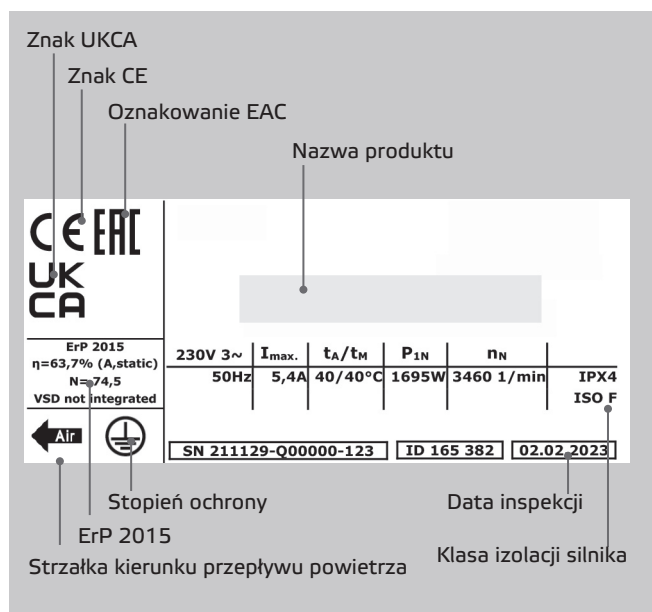 Znak UKCA
Znak CE
Oznakowanie EAC
Nazwa produktu
CE EAC
UK
CA
ErP 2015
η=63,7% (A,static)
N=74,5
VSD not integrated
230V 3~ Imax. tA/tM P1N nN
50Hz 5,4A 40/40°C 1695W 3460 1/min IPX4
ISO F
Air
SN 211129-Q00000-123 ID 165 382 02.02.2023
Stopień ochrony Data inspekcji
ErP 2015
Klasa izolacji silnika
Strzałka kierunku przepływu powietrza